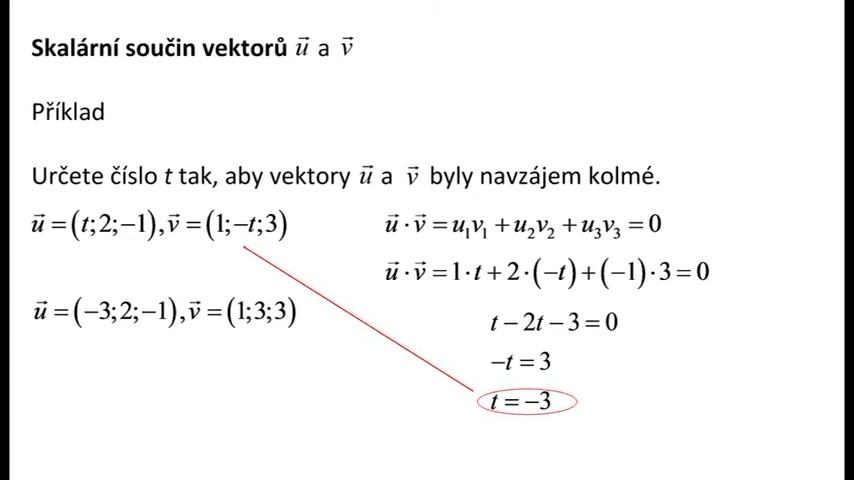 Skalární součin vektorů u⃗ a v⃗
Příklad
Určete číslo t tak, aby vektory u⃗ a v⃗ byly navzájem kolmé.
u⃗ = (t; 2; −1), v⃗ = (1; −t; 3)
u⃗ · v⃗ = u₁v₁ + u₂v₂ + u₃v₃ = 0
u⃗ · v⃗ = 1 · t + 2 · (−t) + (−1) · 3 = 0
u⃗ = (−3; 2; −1), v⃗ = (1; 3; 3)
t − 2t − 3 = 0
−t = 3
t = −3